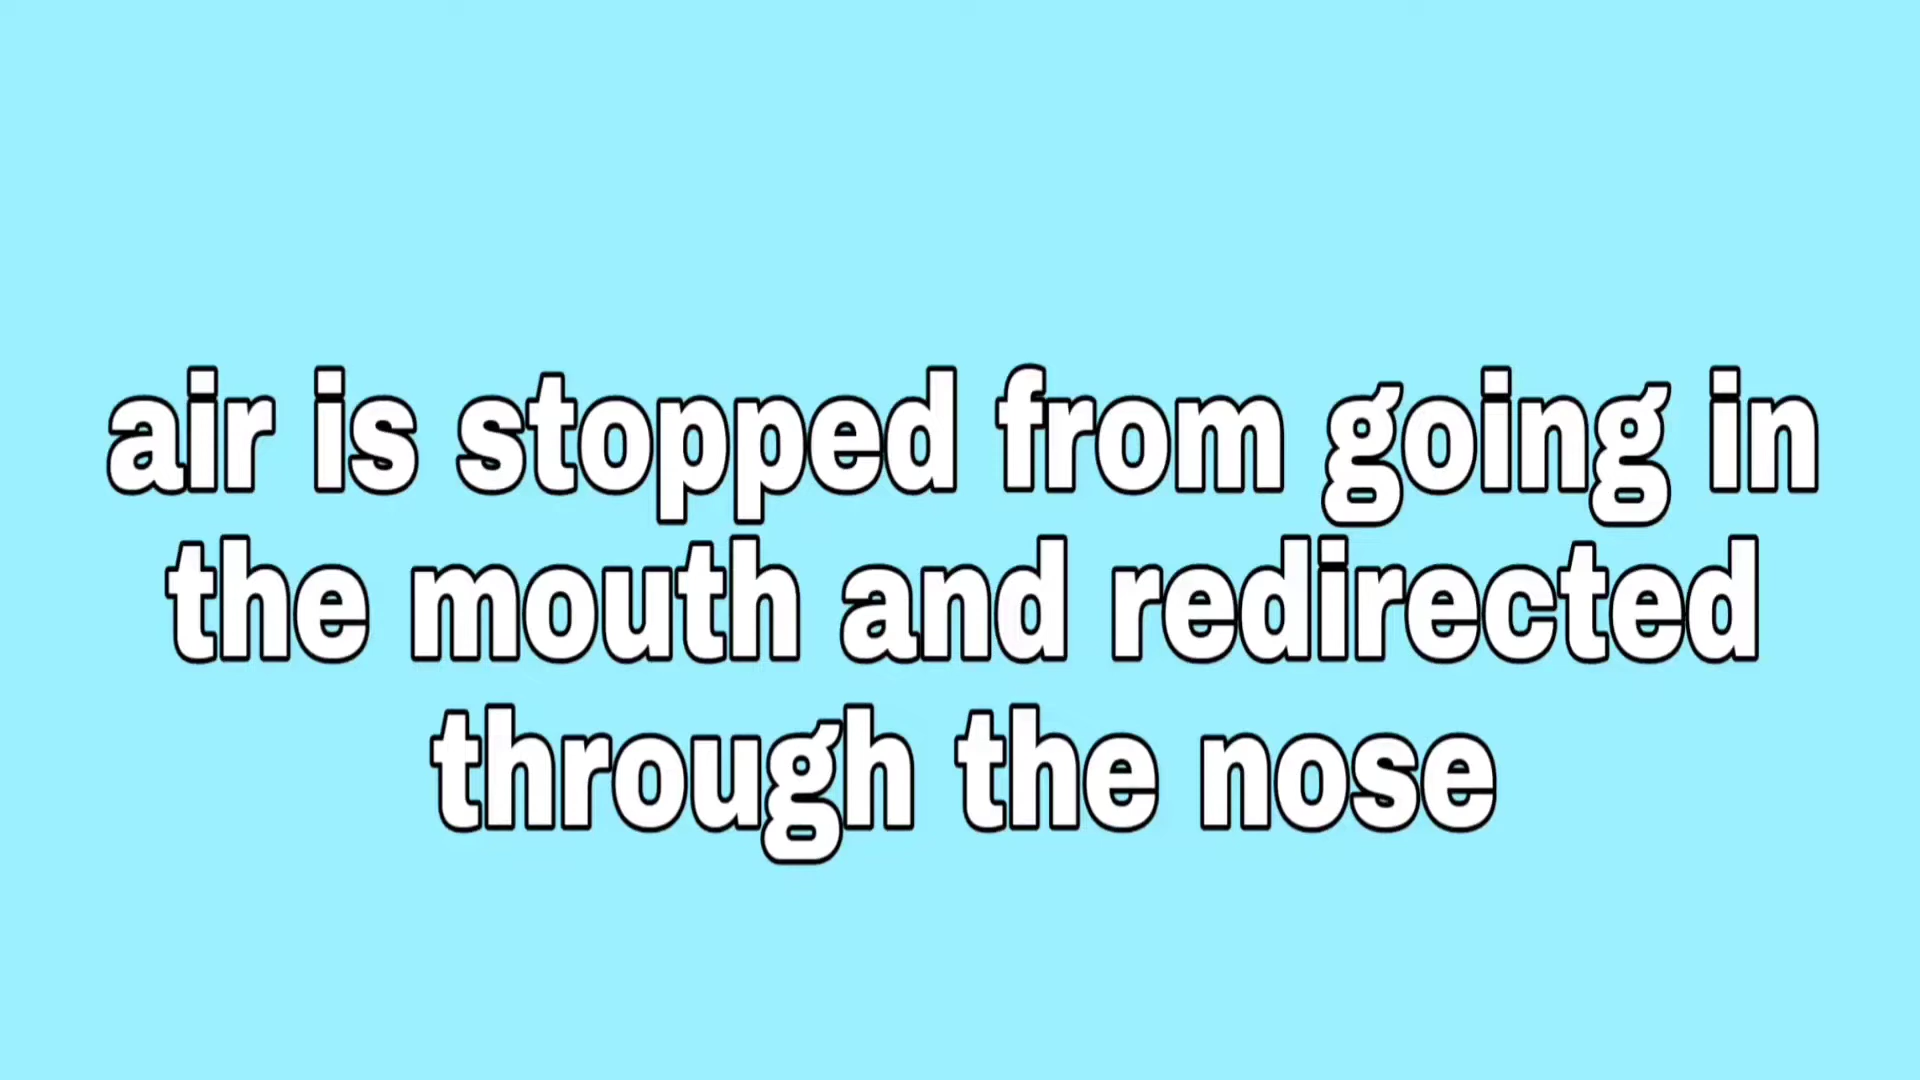 air is stopped from going in
the mouth and redirected
through the nose